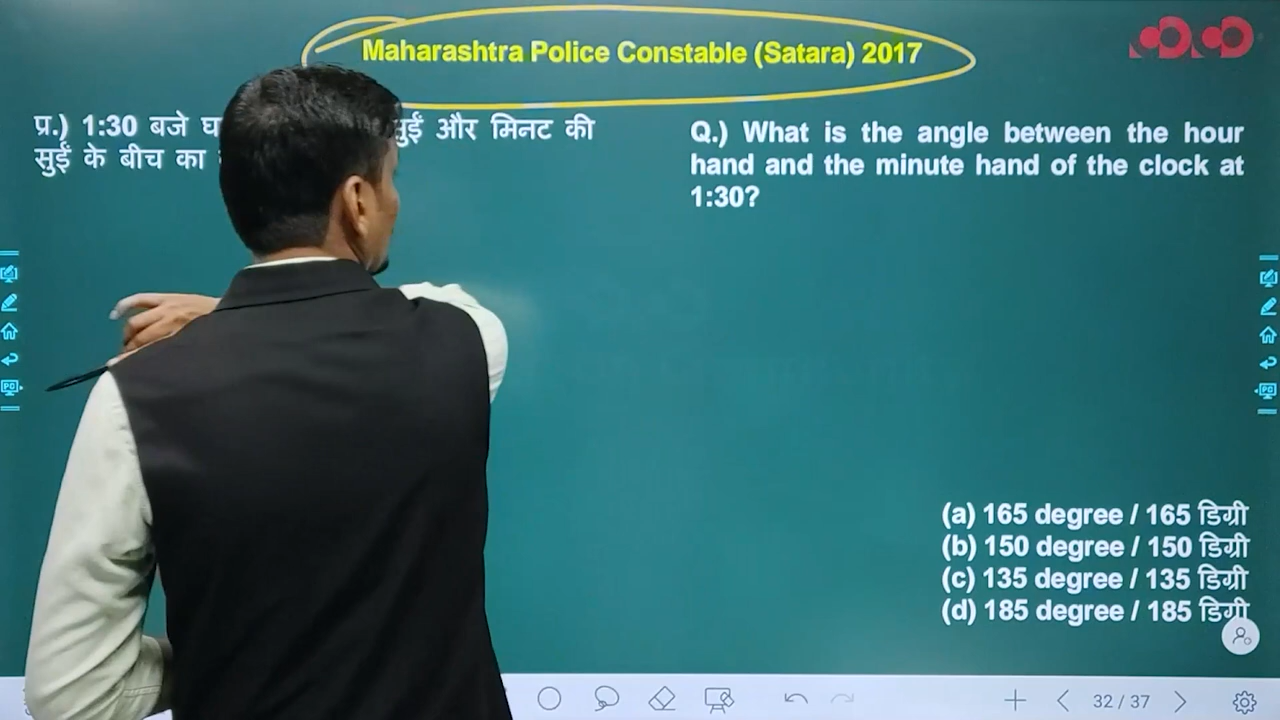 Maharashtra Police Constable (Satara) 2017
प्र.) 1:30 बजे सुईं और मिनट की
सुईं के बीच का
Q.) What is the angle between the hour
hand and the minute hand of the clock at
1:30?
(a) 165 degree / 165 डिग्री
(b) 150 degree / 150 डिग्री
(c) 135 degree / 135 डिग्री
(d) 185 degree / 185 डिग्री
32 / 37